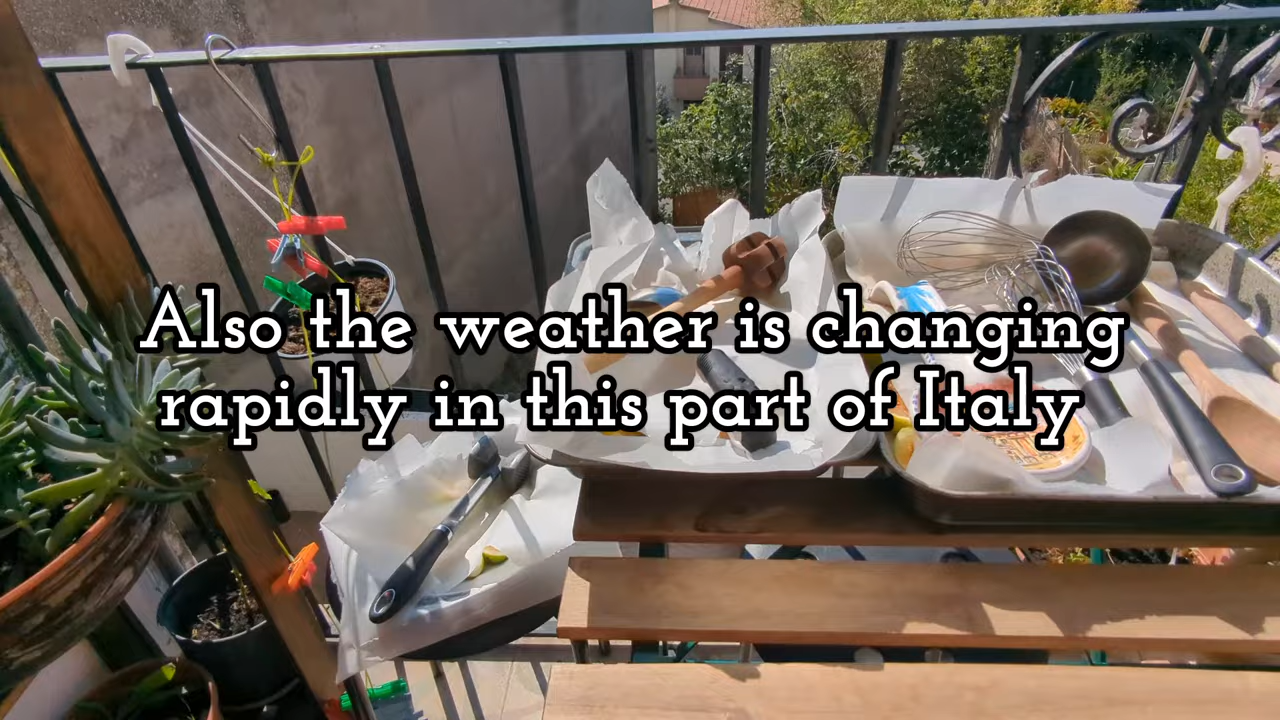 Also the weather is changing
rapidly in this part of Italy